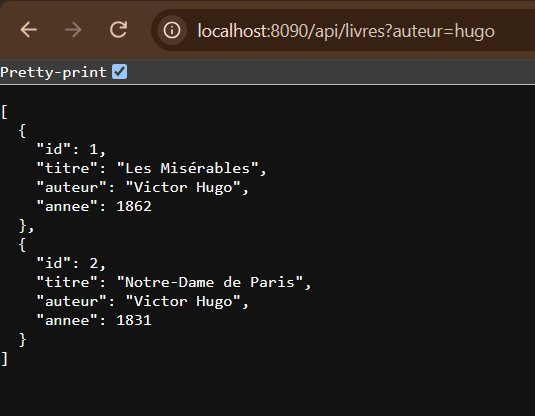 localhost:8090/api/livres?auteur=hugo
Pretty-print
[
  {
    "id": 1,
    "titre": "Les Misérables",
    "auteur": "Victor Hugo",
    "annee": 1862
  },
  {
    "id": 2,
    "titre": "Notre-Dame de Paris",
    "auteur": "Victor Hugo",
    "annee": 1831
  }
]